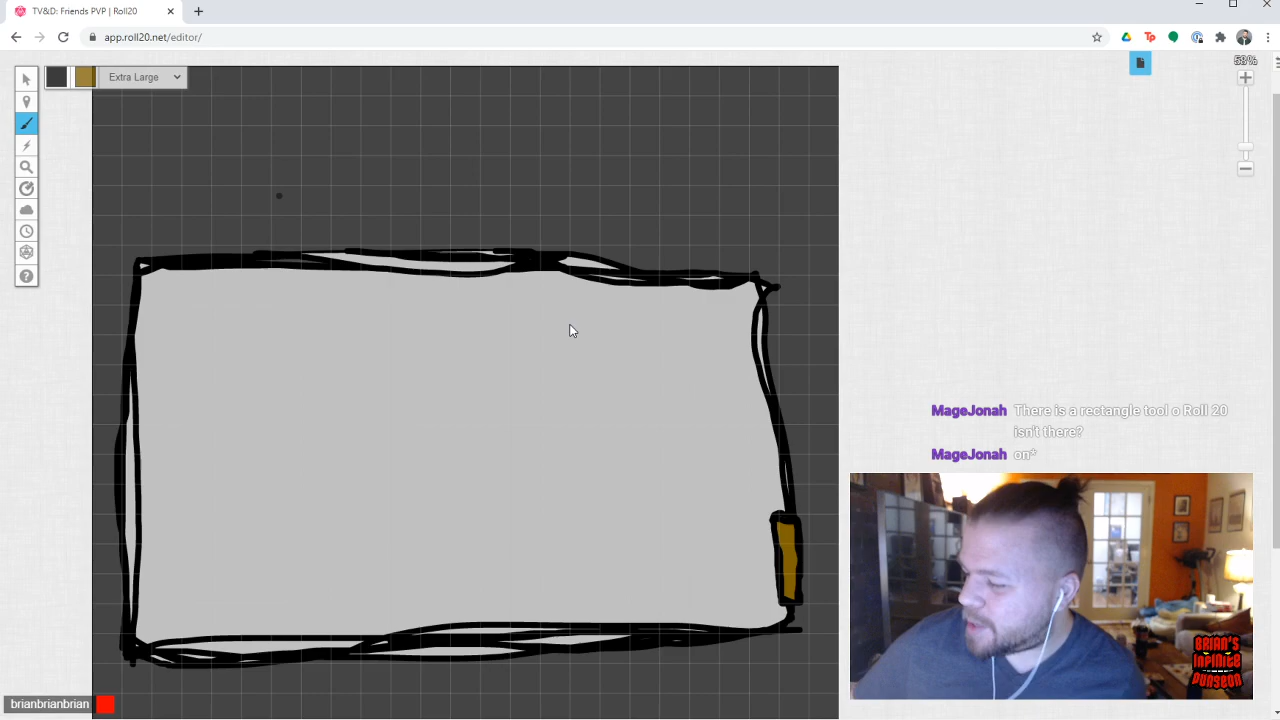 TV&D: Friends PVP | Roll20
app.roll20.net/editor/
Extra Large
58%
MageJonah There is a rectangle tool o Roll 20
isn't there?
MageJonah on*
BRIAN'S
INFINITE
DUNGEON
brianbrianbrian